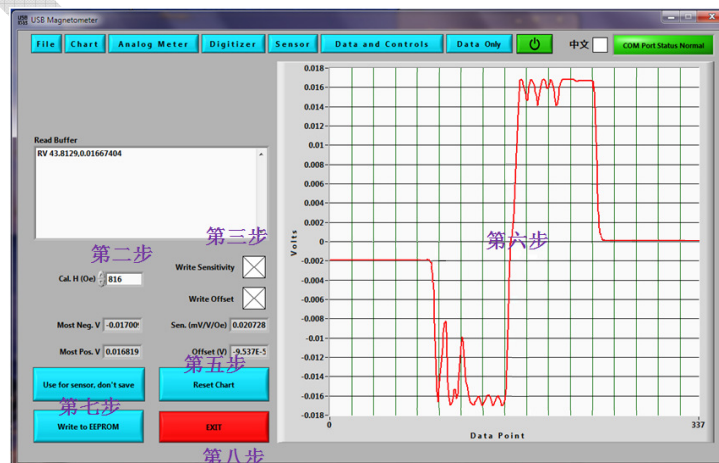 USB Magnetometer
File Chart Analog Meter Digitizer Sensor Data and Controls Data Only 中文 COM Port Status Normal
Read Buffer
RV 43.8129,0.01667404
第二步
第三步
Cal. H (Oe) 816
Write Sensitivity
Write Offset
Most Neg. V -0.01700
Sen. (mV/V/Oe) 0.020728
Most Pos. V 0.016819
Offset (V) -9.537E-5
第五步
Use for sensor, don't save
Reset Chart
第七步
Write to EEPROM
EXIT
第八步
0.018
0.016
0.014
0.012
0.01
0.008
0.006
0.004
0.002
0
-0.002
-0.004
-0.006
-0.008
-0.01
-0.012
-0.014
-0.016
-0.018
Volts
第六步
0 337
Data Point